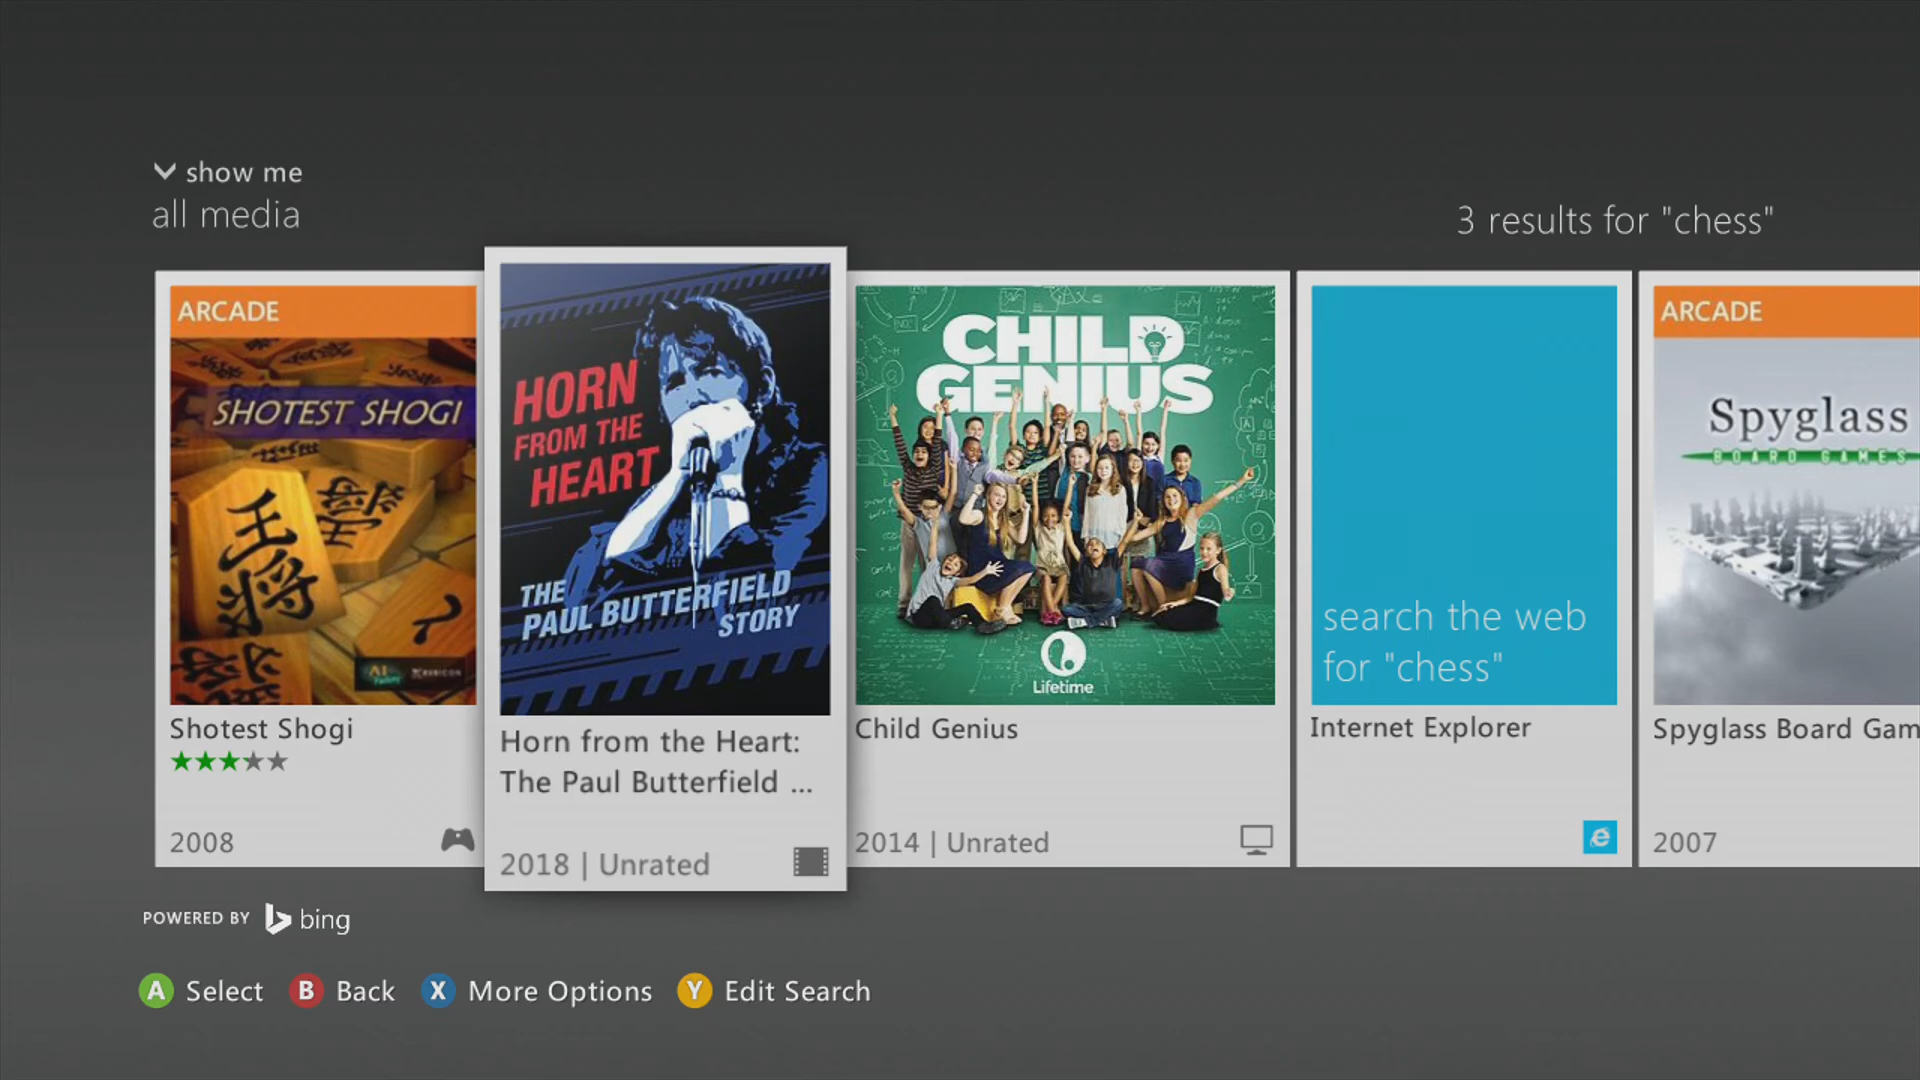 show me
all media
3 results for "chess"
ARCADE
SHOTEST SHOGI
王将
Shotest Shogi
2008
HORN
FROM THE
HEART
THE
PAUL BUTTERFIELD
STORY
Horn from the Heart:
The Paul Butterfield ...
2018 | Unrated
CHILD
GENIUS
Lifetime
Child Genius
2014 | Unrated
search the web
for "chess"
Internet Explorer
ARCADE
Spyglass
BOARD GAMES
Spyglass Board Gam
2007
POWERED BY bing
A Select B Back X More Options Y Edit Search